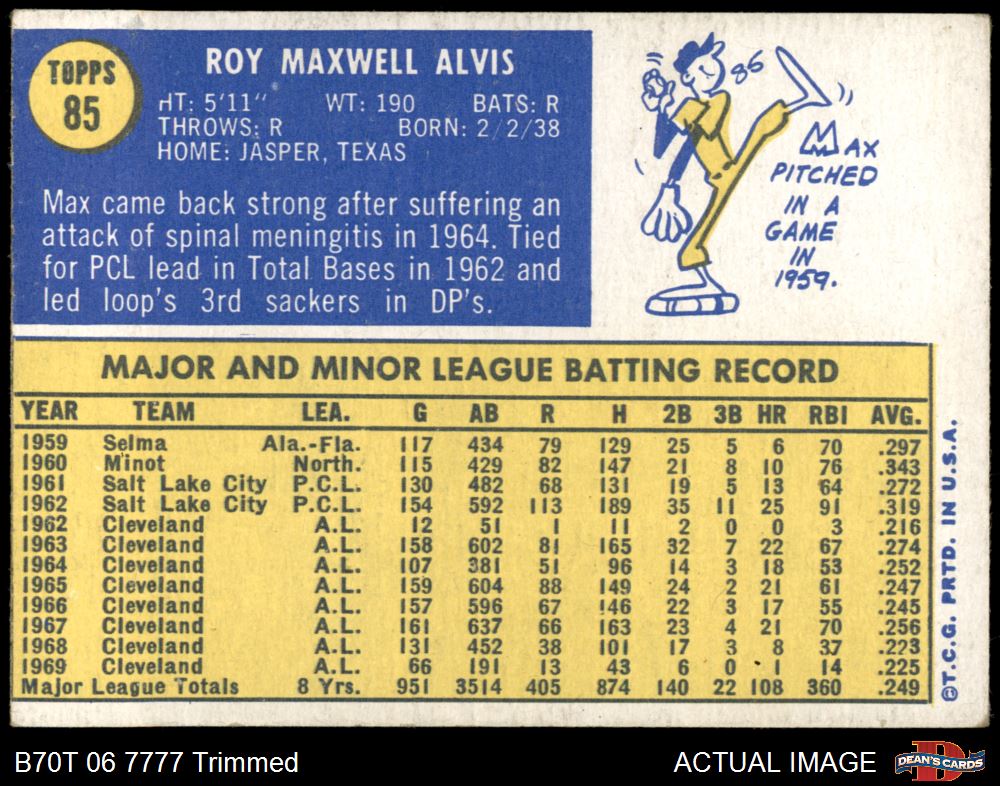 TOPPS
85
ROY MAXWELL ALVIS
HT: 5'11" WT: 190 BATS: R
THROWS: R BORN: 2/2/38
HOME: JASPER, TEXAS
Max came back strong after suffering an
attack of spinal meningitis in 1964. Tied
for PCL lead in Total Bases in 1962 and
led loop's 3rd sackers in DP's.
86
MAX
PITCHED
IN A
GAME
IN
1959.
MAJOR AND MINOR LEAGUE BATTING RECORD
YEAR TEAM LEA. G AB R H 2B 3B HR RBI AVG.
1959 Selma Ala.-Fla. 117 434 79 129 25 5 6 70 .297
1960 Minot North. 115 429 82 147 21 8 10 76 .343
1961 Salt Lake City P.C.L. 130 482 68 131 19 5 13 64 .272
1962 Salt Lake City P.C.L. 154 592 113 189 35 11 25 91 .319
1962 Cleveland A.L. 12 51 1 11 2 0 0 3 .216
1963 Cleveland A.L. 158 602 81 165 32 7 22 67 .274
1964 Cleveland A.L. 107 381 51 96 14 3 18 53 .252
1965 Cleveland A.L. 159 604 88 149 24 2 21 61 .247
1966 Cleveland A.L. 157 596 67 146 22 3 17 55 .245
1967 Cleveland A.L. 161 637 66 163 23 4 21 70 .256
1968 Cleveland A.L. 131 452 38 101 17 3 8 37 .223
1969 Cleveland A.L. 66 191 13 43 6 0 1 14 .225
Major League Totals 8 Yrs. 951 3514 405 874 140 22 108 360 .249
©T.C.G. PRTD. IN U.S.A.
B70T 06 7777 Trimmed
ACTUAL IMAGE
DEAN'S CARDS